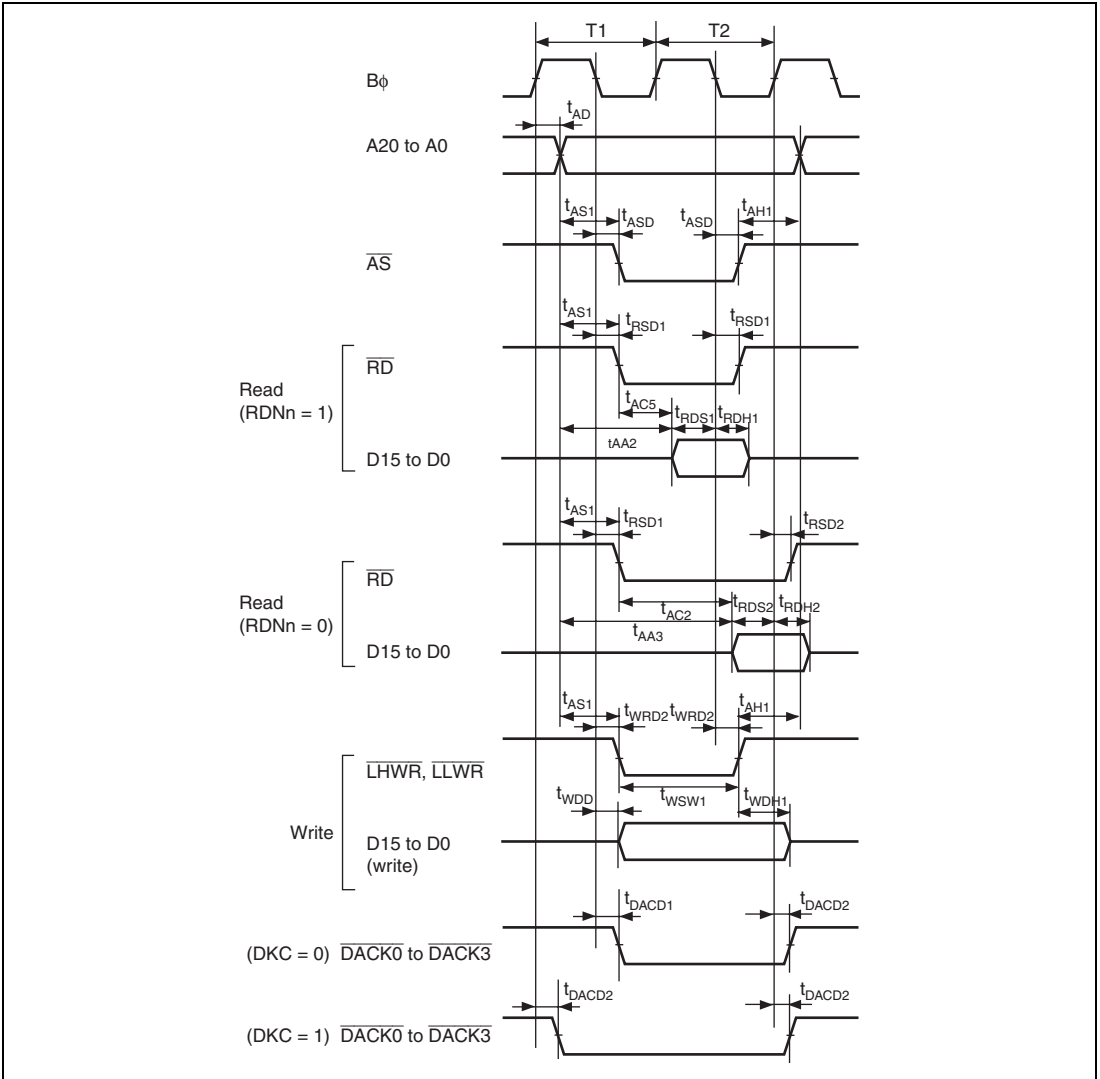 T1 T2
Bϕ
tAD
A20 to A0
tAS1 tASD tASD tAH1
AS
tAS1 tRSD1 tRSD1
RD
Read
(RDNn = 1)
tAC5 tRDS1 tRDH1
tAA2
D15 to D0
tAS1 tRSD1 tRSD2
RD
Read
(RDNn = 0)
tAC2 tRDS2 tRDH2
tAA3
D15 to D0
tAS1 tWRD2 tWRD2 tAH1
LHWR, LLWR
tWDD tWSW1 tWDH1
Write
D15 to D0
(write)
tDACD1 tDACD2
(DKC = 0) DACK0 to DACK3
tDACD2 tDACD2
(DKC = 1) DACK0 to DACK3